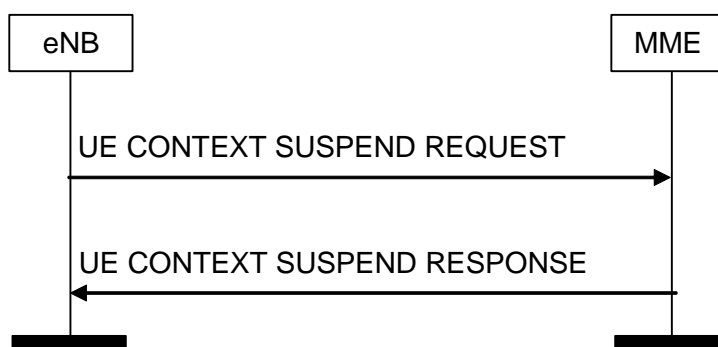 eNB
MME
UE CONTEXT SUSPEND REQUEST
UE CONTEXT SUSPEND RESPONSE